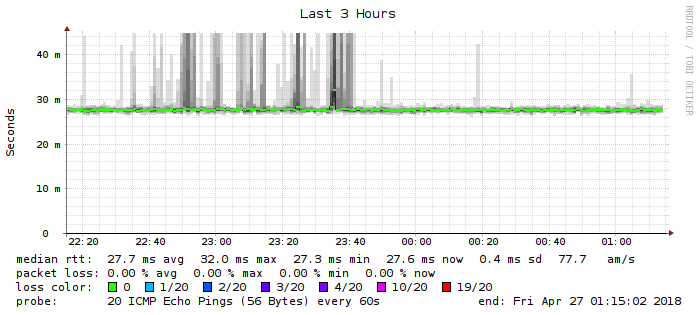 Last 3 Hours
RRDTOOL / TOBI OETIKER
Seconds
40 m
30 m
20 m
10 m
0
22:20 22:40 23:00 23:20 23:40 00:00 00:20 00:40 01:00
median rtt: 27.7 ms avg 32.0 ms max 27.3 ms min 27.6 ms now 0.4 ms sd 77.7 am/s
packet loss: 0.00 % avg 0.00 % max 0.00 % min 0.00 % now
loss color: 0 1/20 2/20 3/20 4/20 10/20 19/20
probe: 20 ICMP Echo Pings (56 Bytes) every 60s end: Fri Apr 27 01:15:02 2018